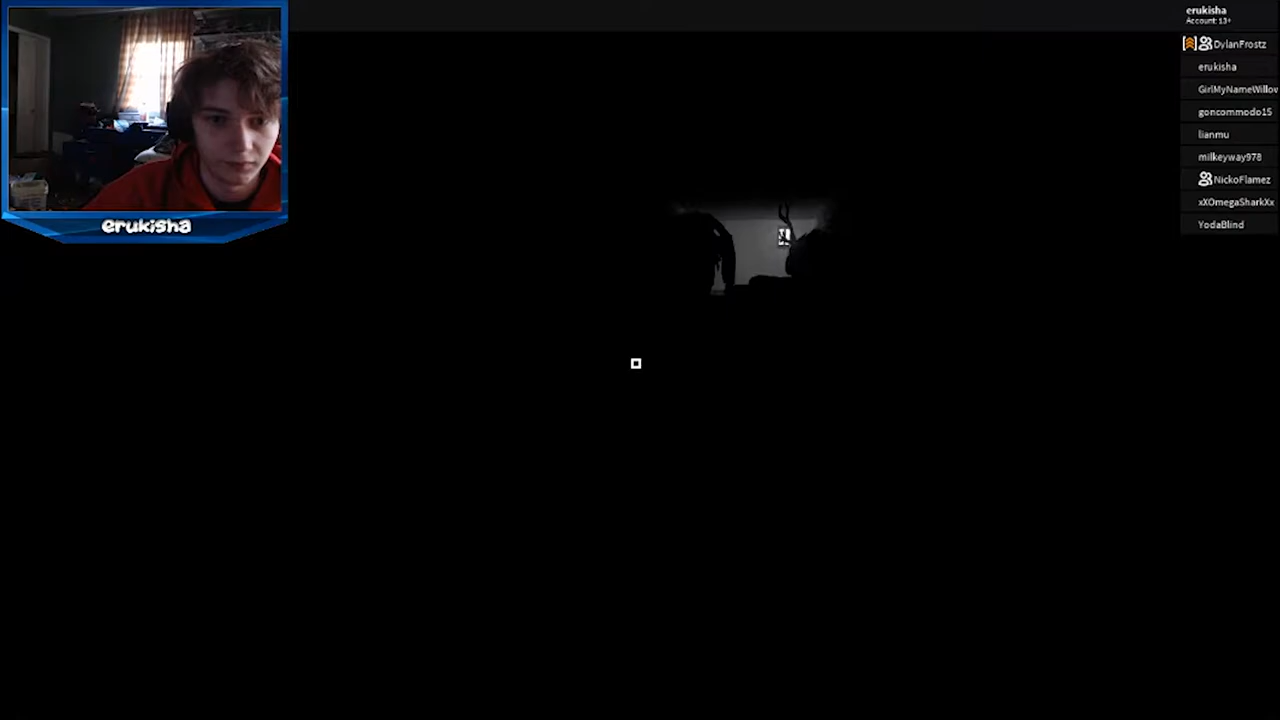 erukisha
erukisha
Account: 13+
DylanFrostz
erukisha
GirlMyNameWillov
goncommodo15
lianmu
milkeyway978
NickoFlamez
xXOmegaSharkXx
YodaBlind